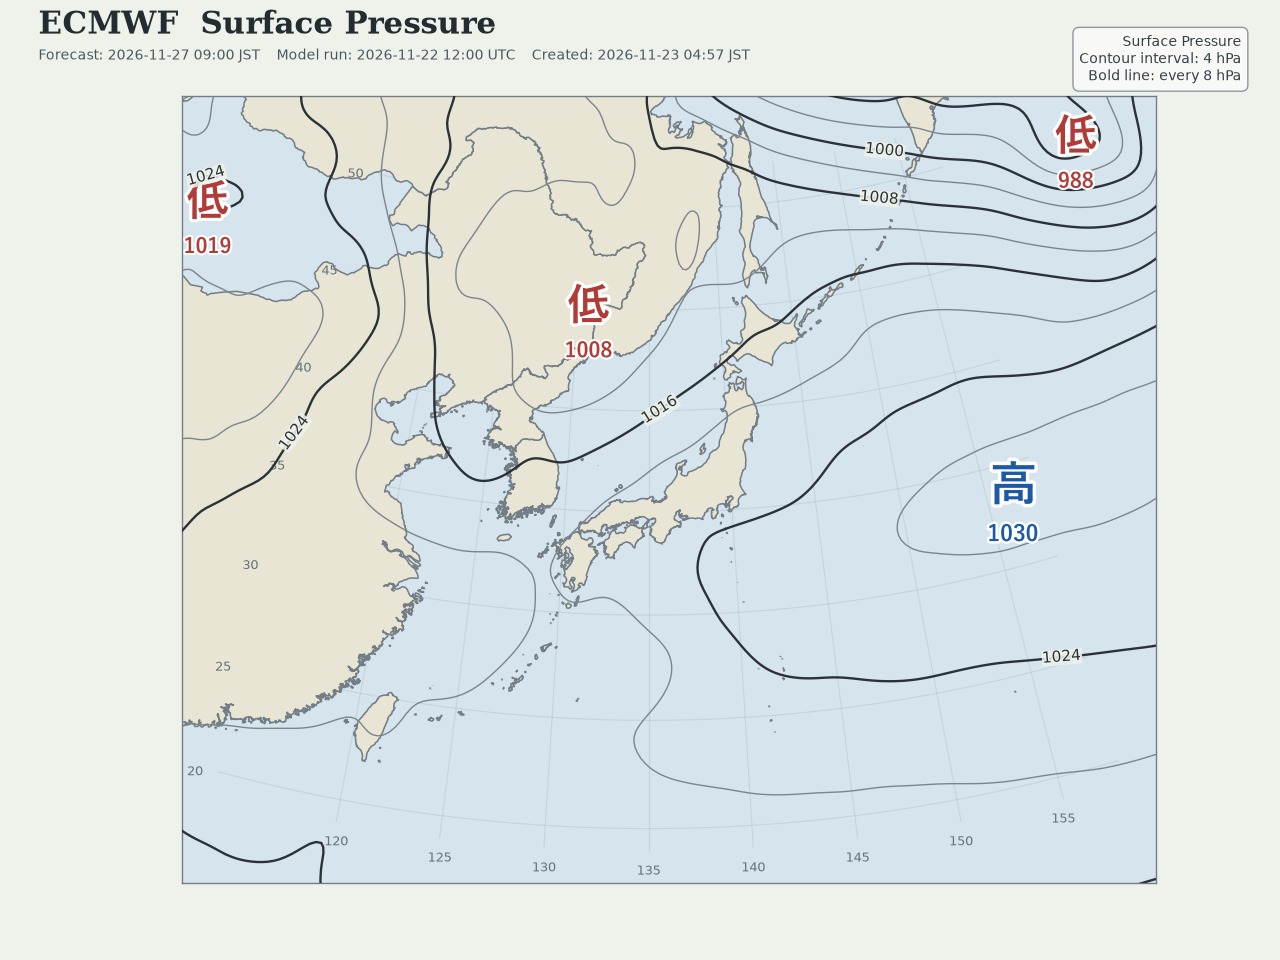 ECMWF  Surface Pressure
Forecast: 2026-11-27 09:00 JST    Model run: 2026-11-22 12:00 UTC    Created: 2026-11-23 04:57 JST
Surface Pressure
Contour interval: 4 hPa
Bold line: every 8 hPa
低
988
1000
1008
1024
低
1019
50
45
低
1008
40
1016
1024
35
高
1030
30
25
1024
20
120
125
130
135
140
145
150
155